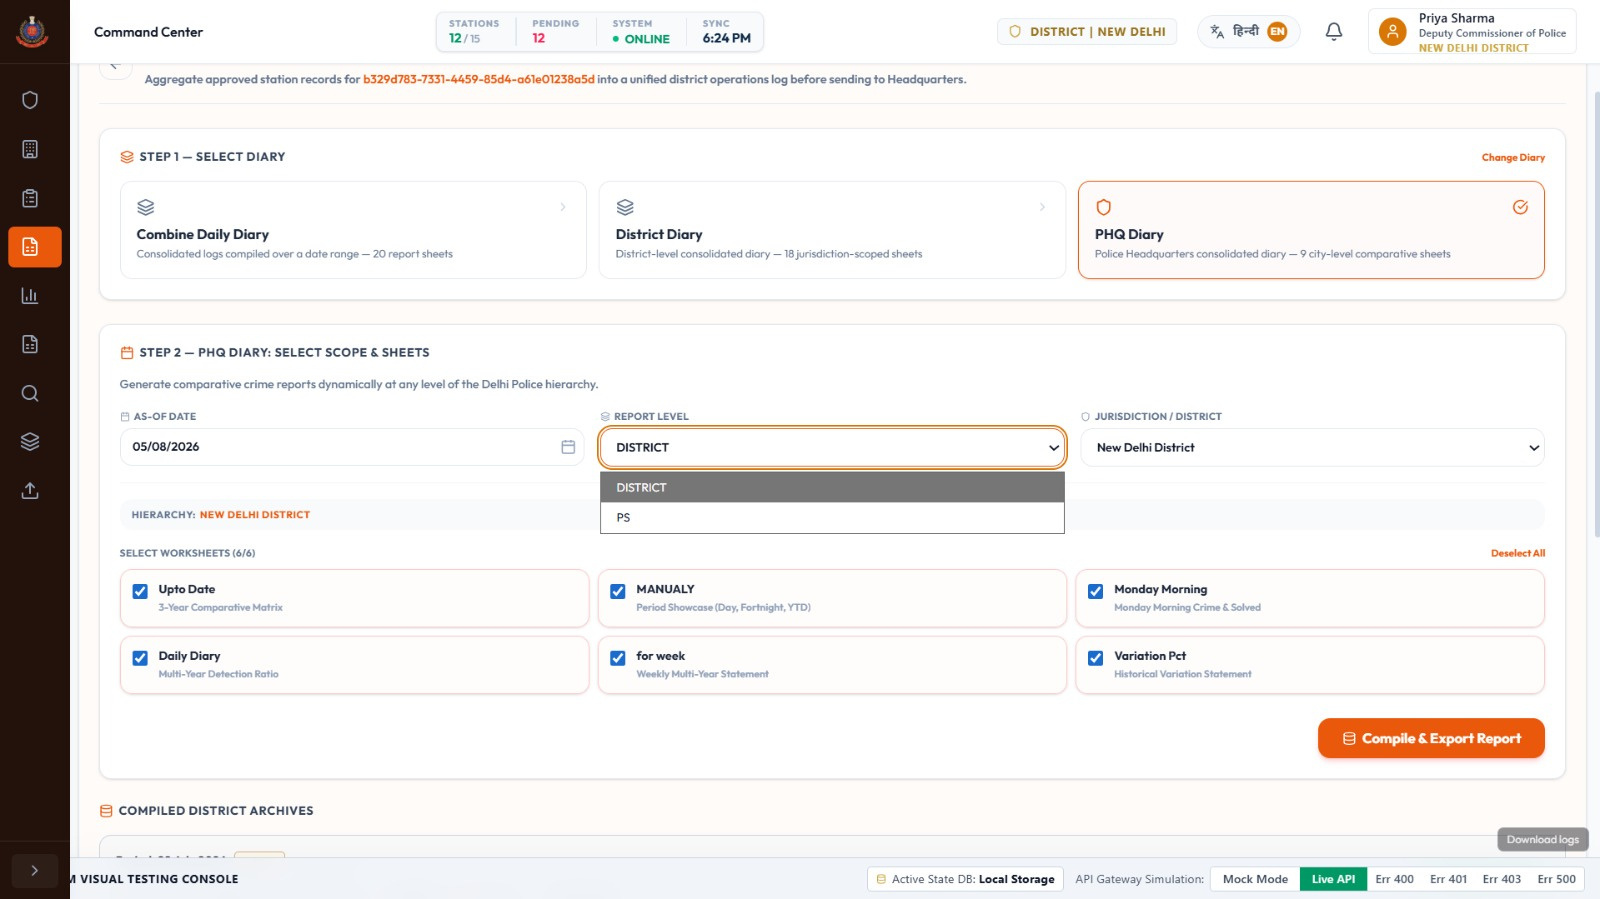 Command Center
STATIONS
12 / 15
PENDING
12
SYSTEM
ONLINE
SYNC
6:24 PM
DISTRICT | NEW DELHI
हिन्दी EN
Priya Sharma
Deputy Commissioner of Police
NEW DELHI DISTRICT
Aggregate approved station records for b329d783-7331-4459-85d4-a61e01238a5d into a unified district operations log before sending to Headquarters.
STEP 1 — SELECT DIARY
Change Diary
Combine Daily Diary
Consolidated logs compiled over a date range — 20 report sheets
District Diary
District-level consolidated diary — 18 jurisdiction-scoped sheets
PHQ Diary
Police Headquarters consolidated diary — 9 city-level comparative sheets
STEP 2 — PHQ DIARY: SELECT SCOPE & SHEETS
Generate comparative crime reports dynamically at any level of the Delhi Police hierarchy.
AS-OF DATE
05/08/2026
REPORT LEVEL
DISTRICT
JURISDICTION / DISTRICT
New Delhi District
DISTRICT
PS
HIERARCHY: NEW DELHI DISTRICT
SELECT WORKSHEETS (6/6)
Deselect All
Upto Date
3-Year Comparative Matrix
MANUALY
Period Showcase (Day, Fortnight, YTD)
Monday Morning
Monday Morning Crime & Solved
Daily Diary
Multi-Year Detection Ratio
for week
Weekly Multi-Year Statement
Variation Pct
Historical Variation Statement
Compile & Export Report
COMPILED DISTRICT ARCHIVES
Download logs
M VISUAL TESTING CONSOLE
Active State DB: Local Storage
API Gateway Simulation:
Mock Mode
Live API
Err 400
Err 401
Err 403
Err 500